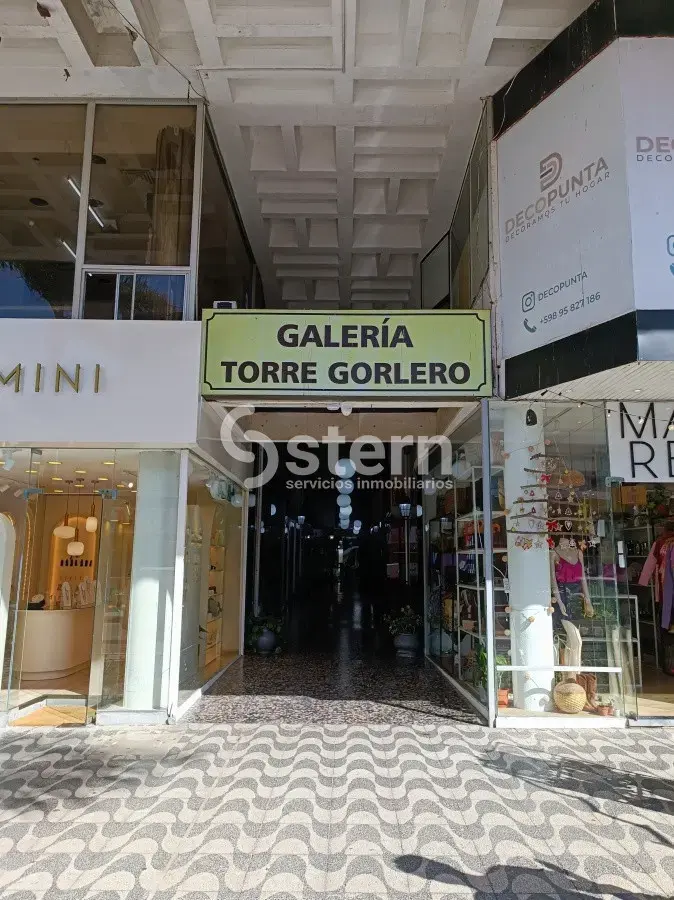 GALERÍA
TORRE GORLERO
MINI
DECOPUNTA
DECORAMOS TU HOGAR
DECOPUNTA
+598 95 827 186
stern
servicios inmobiliarios